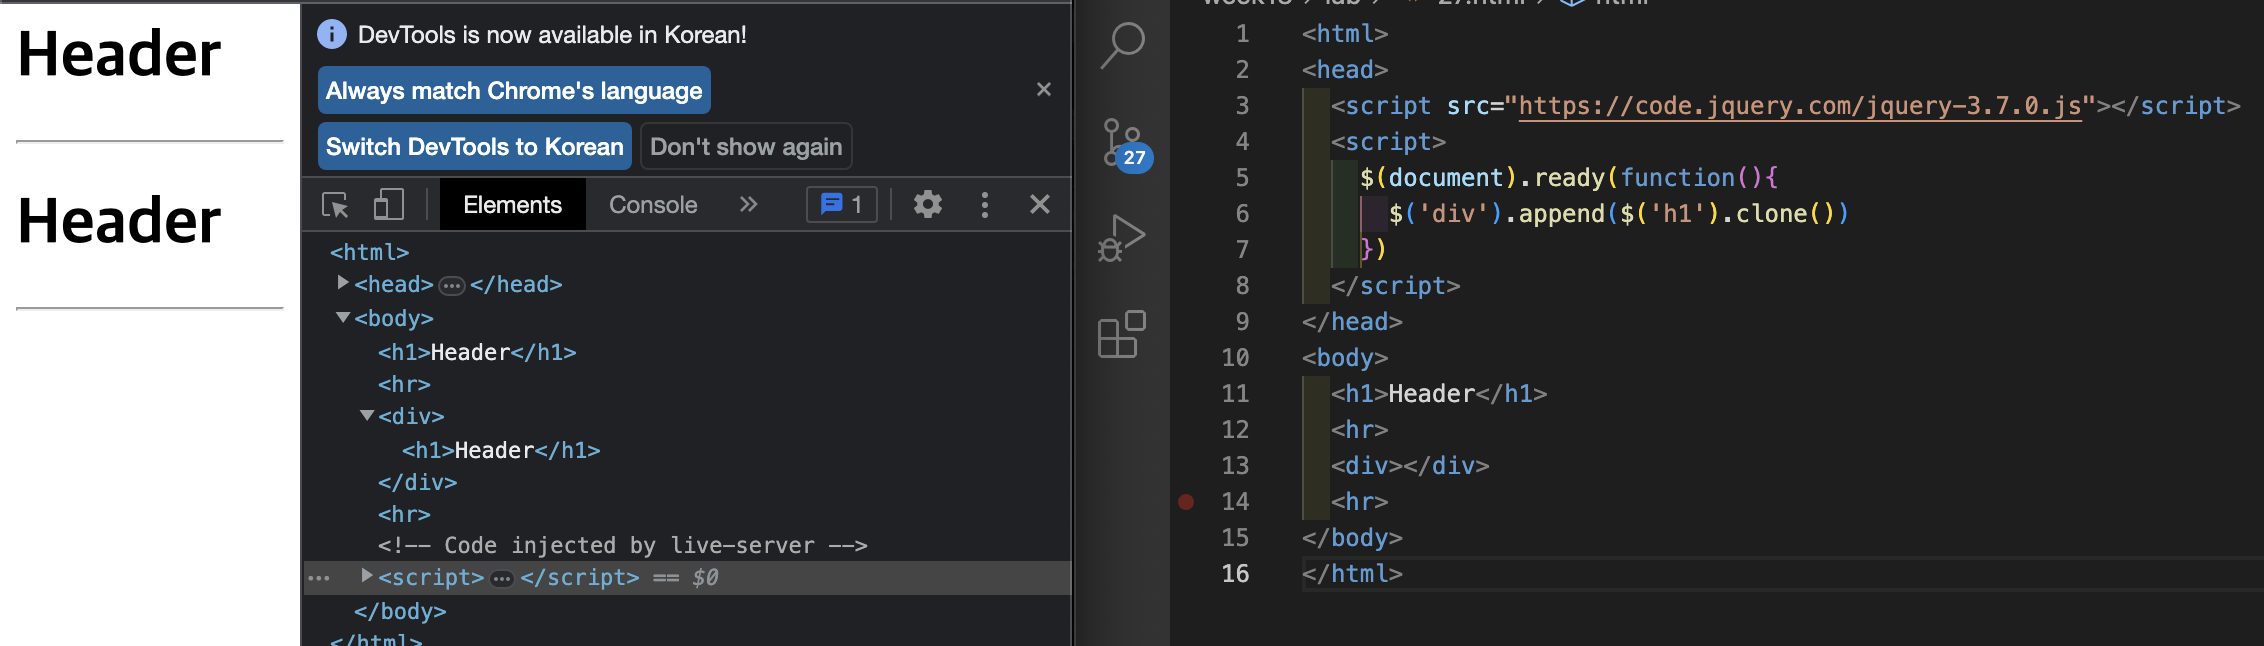 Header
Header
DevTools is now available in Korean!
Always match Chrome's language
Switch DevTools to Korean Don't show again
Elements Console 1
<html>
<head> </head>
<body>
<h1>Header</h1>
<hr>
<div>
<h1>Header</h1>
</div>
<hr>
<!-- Code injected by live-server -->
<script> </script> == $0
</body>
</html>
27
1 <html>
2 <head>
3 <script src="https://code.jquery.com/jquery-3.7.0.js"></script>
4 <script>
5 $(document).ready(function(){
6 $('div').append($('h1').clone())
7 })
8 </script>
9 </head>
10 <body>
11 <h1>Header</h1>
12 <hr>
13 <div></div>
14 <hr>
15 </body>
16 </html>